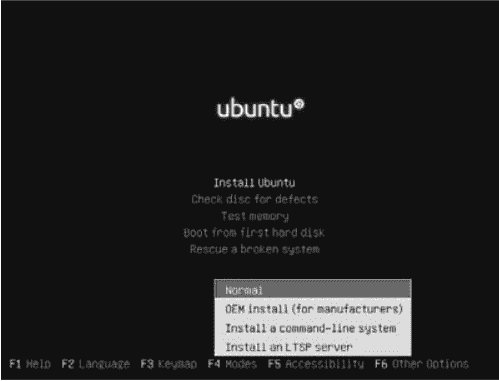 ubuntu
Install Ubuntu
Check disc for defects
Test memory
Boot from first hard disk
Rescue a broken system
Normal
OEM install (for manufacturers)
Install a command-line system
Install an LTSP server
F1 Help F2 Language F3 Keymap F4 Modes F5 Accessibility F6 Other Options